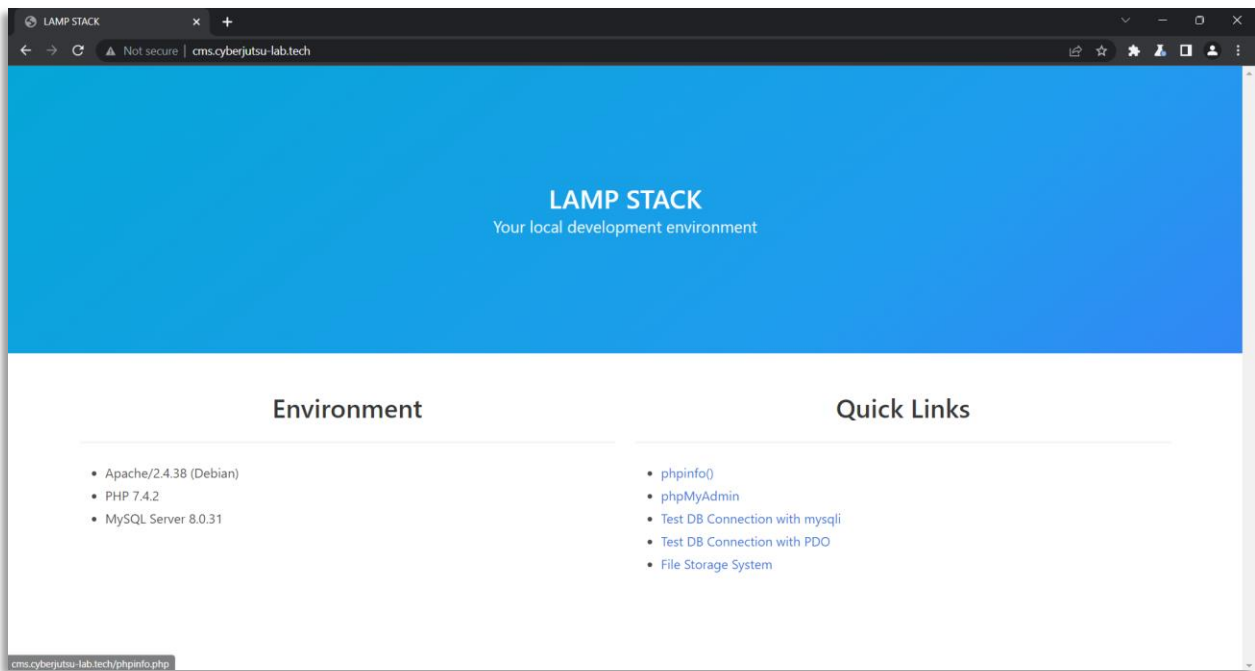 LAMP STACK
Not secure | cms.cyberjutsu-lab.tech
LAMP STACK
Your local development environment
Environment
Apache/2.4.38 (Debian)
PHP 7.4.2
MySQL Server 8.0.31
Quick Links
phpinfo()
phpMyAdmin
Test DB Connection with mysqli
Test DB Connection with PDO
File Storage System
cms.cyberjutsu-lab.tech/phpinfo.php